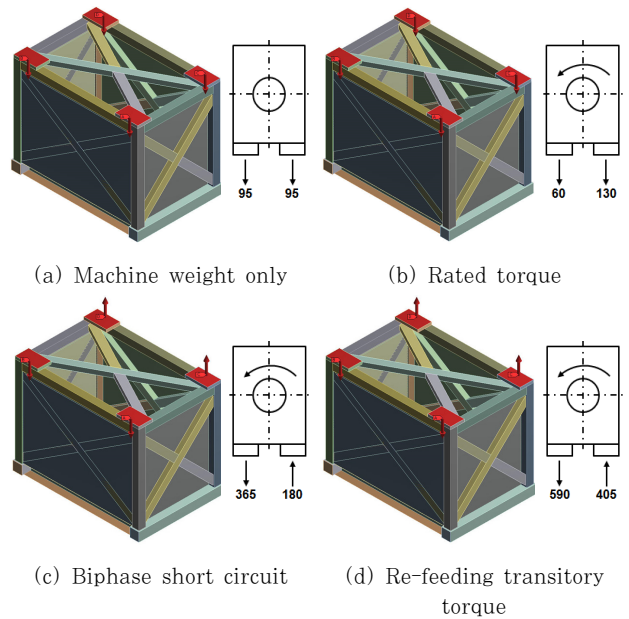 95 95
60 130
(a) Machine weight only
(b) Rated torque
365 180
590 405
(c) Biphase short circuit
(d) Re-feeding transitory
torque